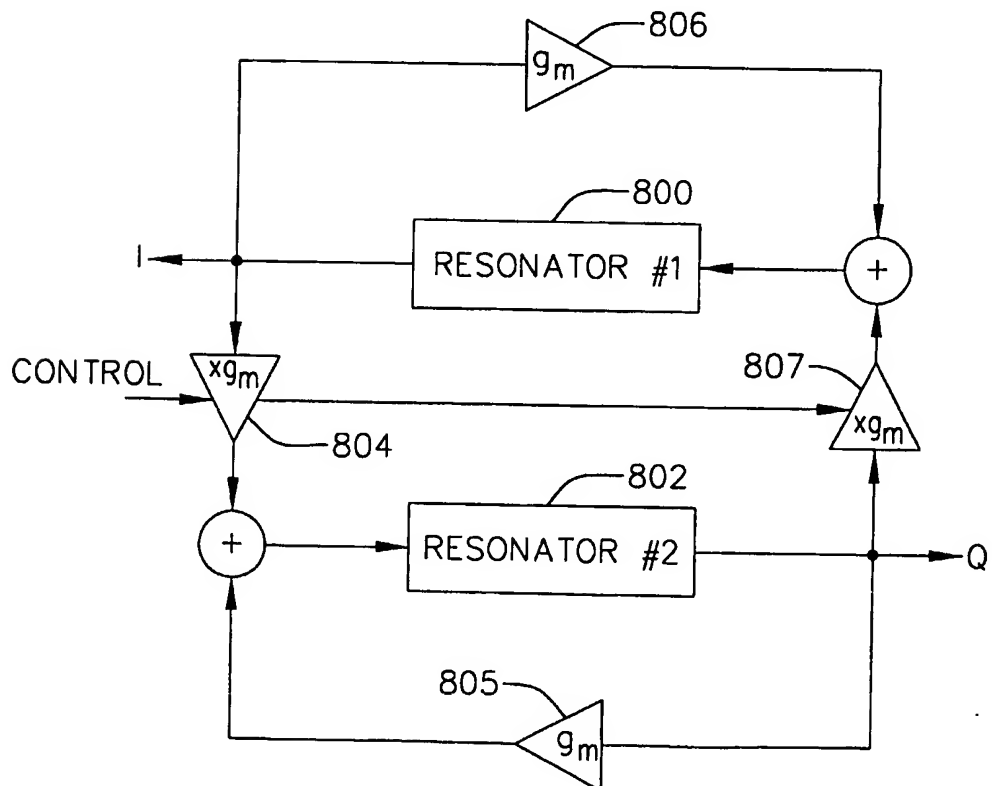 806
gm
800
RESONATOR #1
+
I
CONTROL
xgm
804
807
xgm
802
+
RESONATOR #2
Q
805
gm